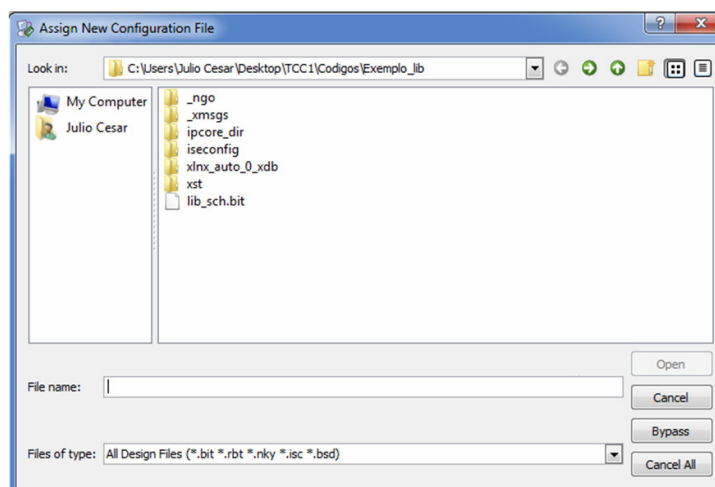 Assign New Configuration File
Look in:
C:\Users\Julio Cesar\Desktop\TCC1\Codigos\Exemplo_lib
My Computer
Julio Cesar
_ngo
_xmsgs
ipcore_dir
iseconfig
xlnx_auto_0_xdb
xst
lib_sch.bit
Open
File name:
Cancel
Bypass
Files of type:
All Design Files (*.bit *.rbt *.nky *.isc *.bsd)
Cancel All